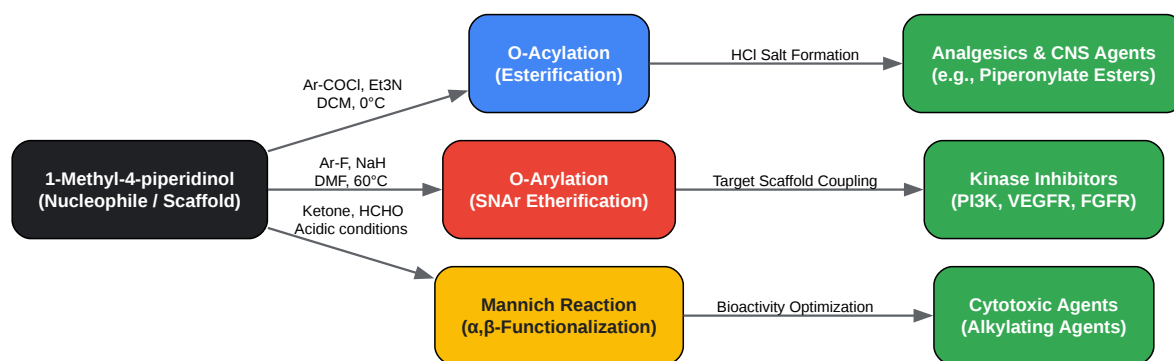 O-Acylation
(Esterification)
HCl Salt Formation
Analgesics & CNS Agents
(e.g., Piperonylate Esters)
Ar-COCl, Et3N
DCM, 0°C
1-Methyl-4-piperidinol
(Nucleophile / Scaffold)
Ar-F, NaH
DMF, 60°C
O-Arylation
(SNAr Etherification)
Target Scaffold Coupling
Kinase Inhibitors
(PI3K, VEGFR, FGFR)
Ketone, HCHO
Acidic conditions
Mannich Reaction
(α,β-Functionalization)
Bioactivity Optimization
Cytotoxic Agents
(Alkylating Agents)